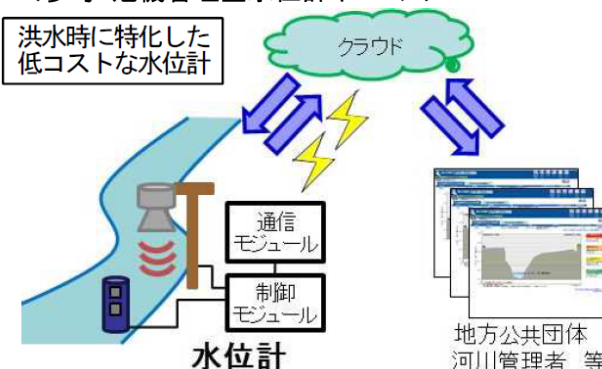 洪水時に特化した
低コストな水位計
クラウド
通信
モジュール
制御
モジュール
水位計
地方公共団体
河川管理者 等